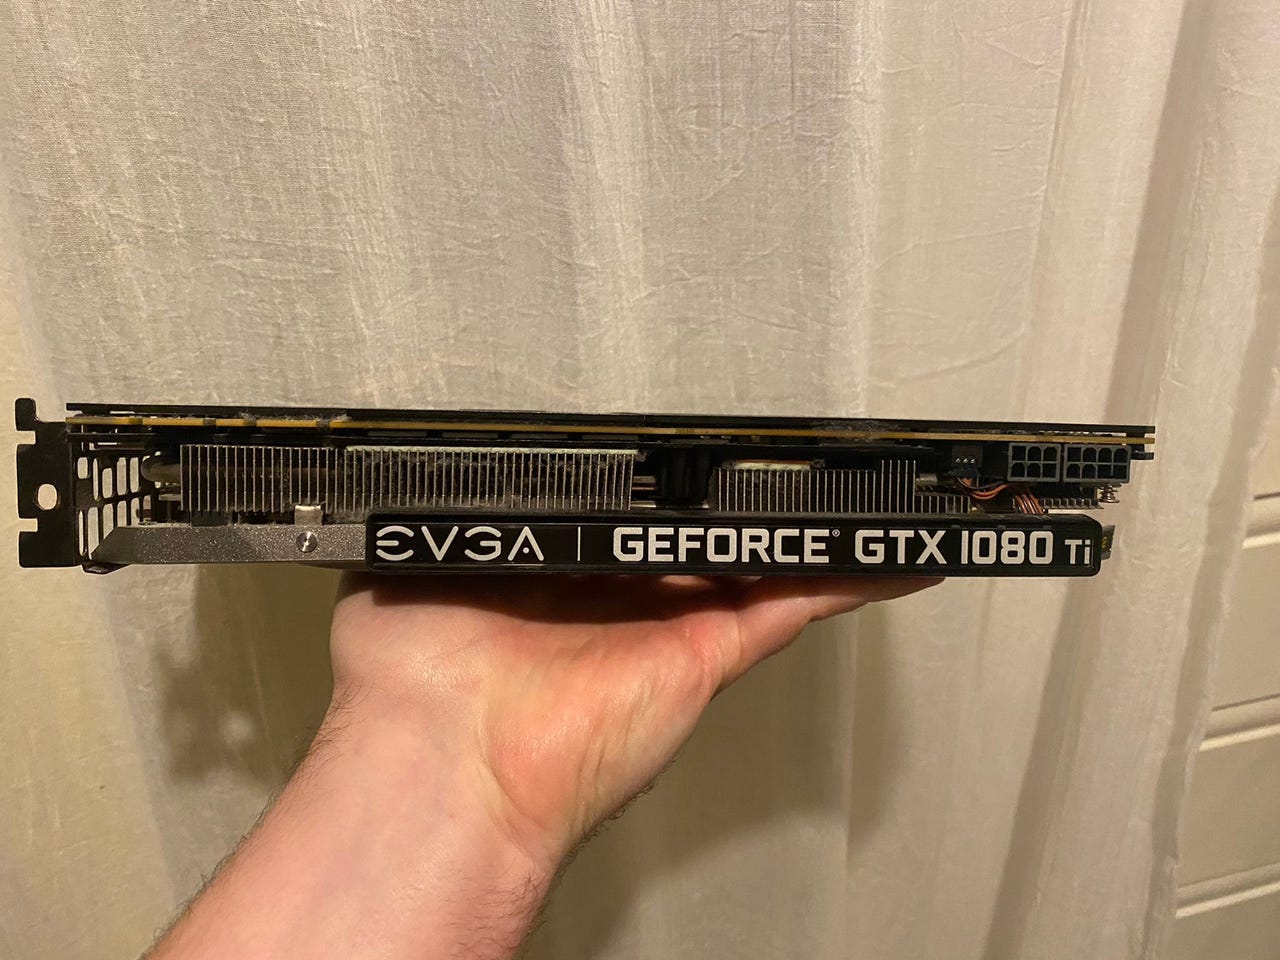 EVGA | GEFORCE® GTX 1080 Ti